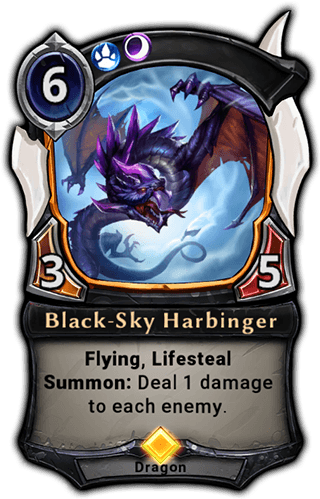 6
3
5
Black-Sky Harbinger
Flying, Lifesteal
Summon: Deal 1 damage
to each enemy.
Dragon